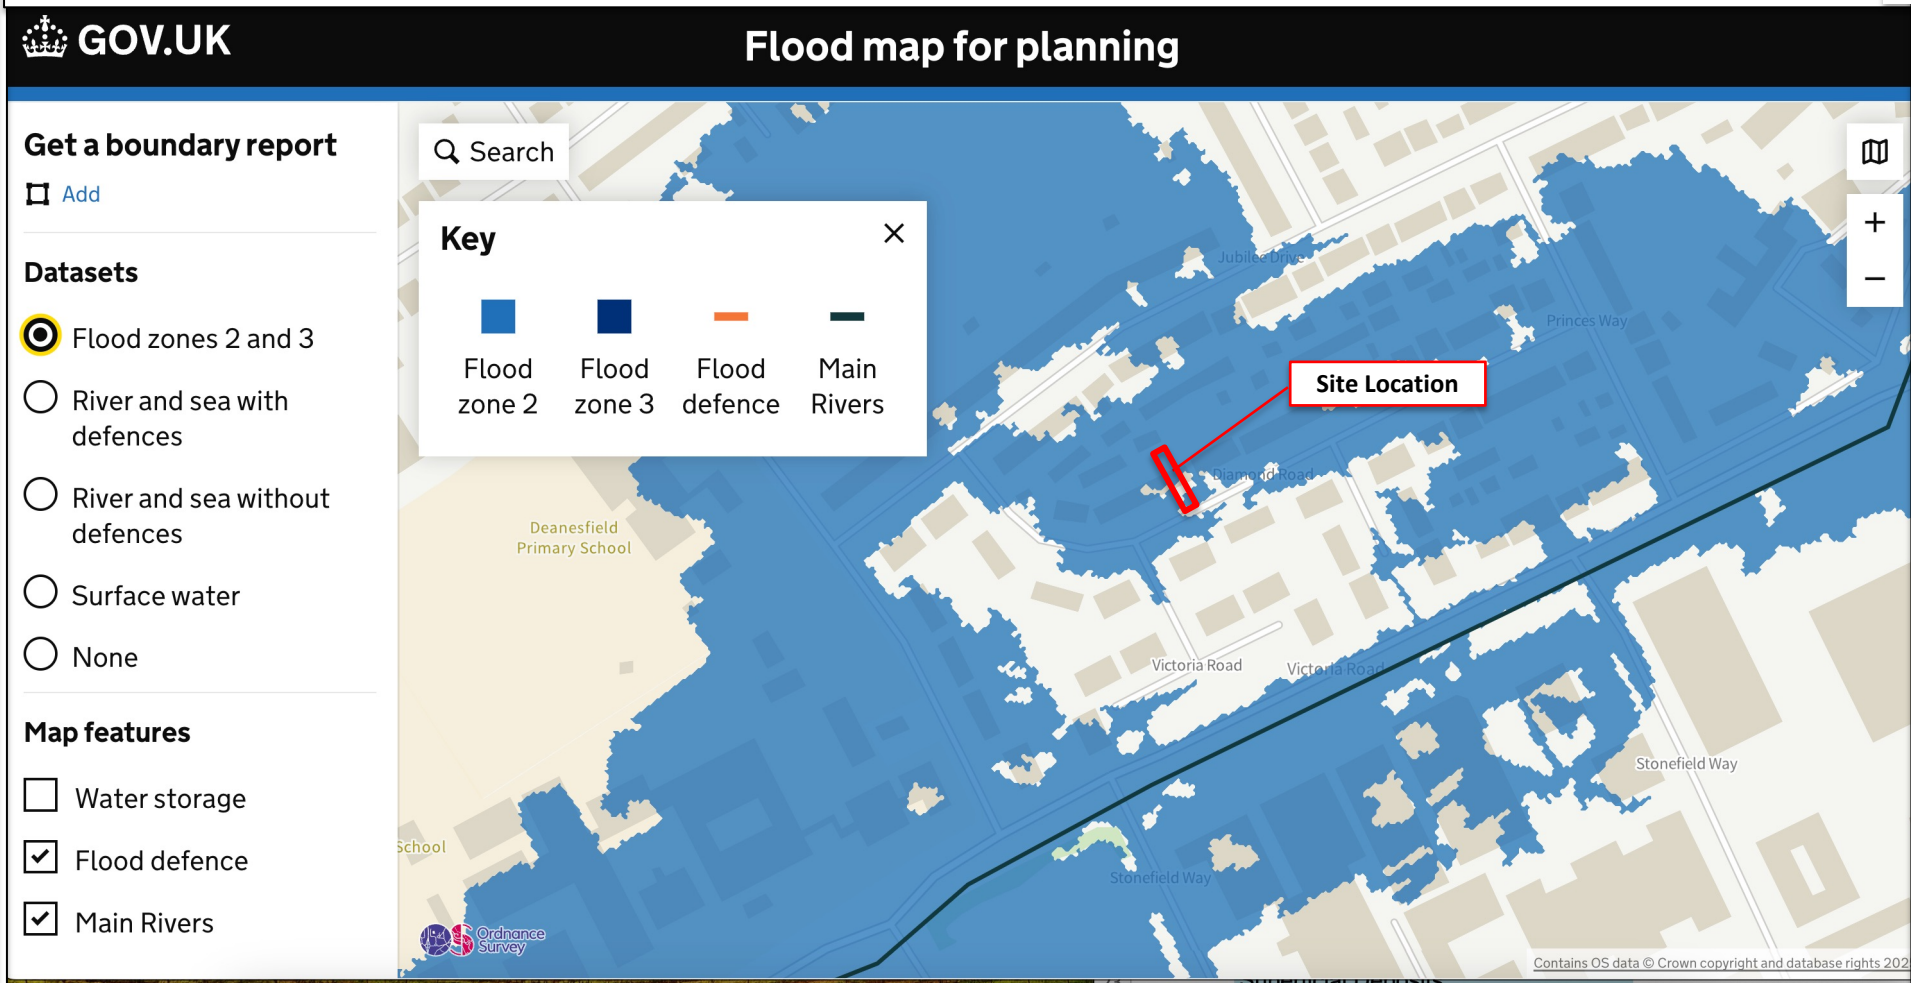 GOV.UK
Flood map for planning
Get a boundary report
Add
Datasets
Flood zones 2 and 3
River and sea with
defences
River and sea without
defences
Surface water
None
Map features
Water storage
Flood defence
Main Rivers
Search
Key
Flood
zone 2
Flood
zone 3
Flood
defence
Main
Rivers
Jubilee Drive
Princes Way
Site Location
Diamond Road
Deanesfield
Primary School
Victoria Road
Victoria Road
Stonefield Way
School
Stonefield Way
OS
Ordnance
Survey
Contains OS data © Crown copyright and database rights 202